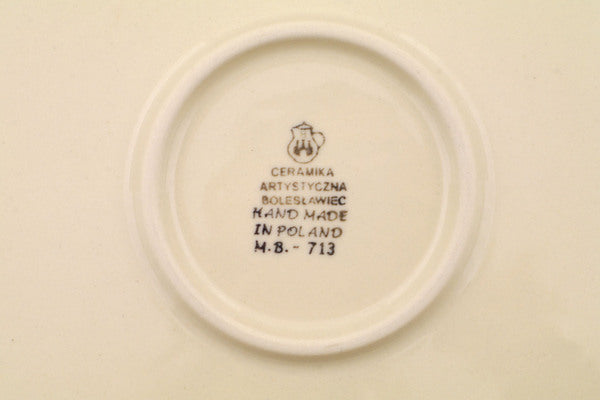 CERAMIKA
ARTYSTYCZNA
BOLESŁAWIEC
HAND MADE
IN POLAND
M.B.- 713